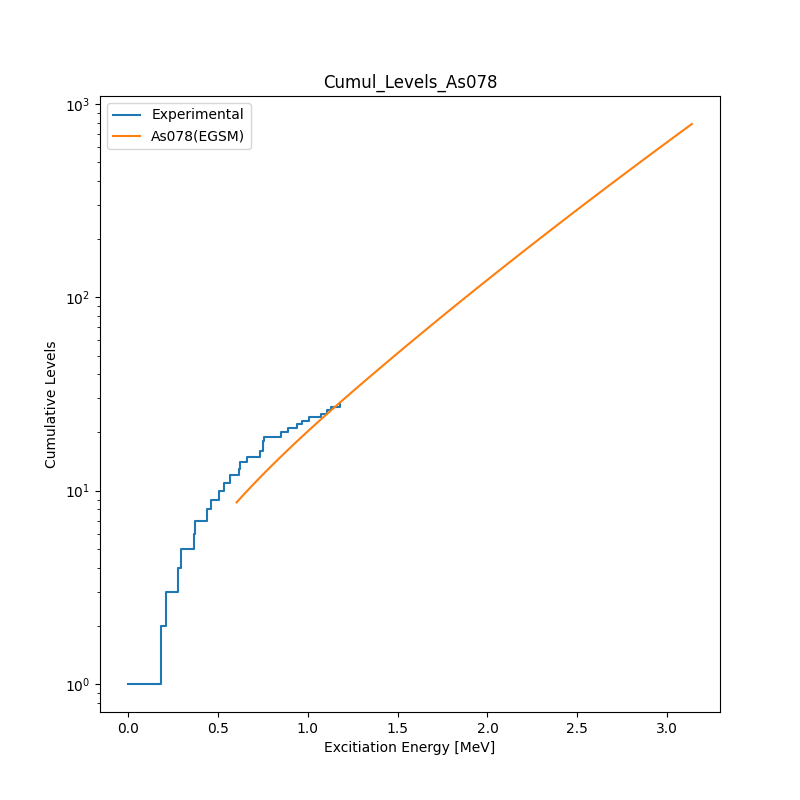 Cumul_Levels_As078
Experimental
As078(EGSM)
Cumulative Levels
10³
10²
10¹
10⁰
0.0 0.5 1.0 1.5 2.0 2.5 3.0
Excitiation Energy [MeV]